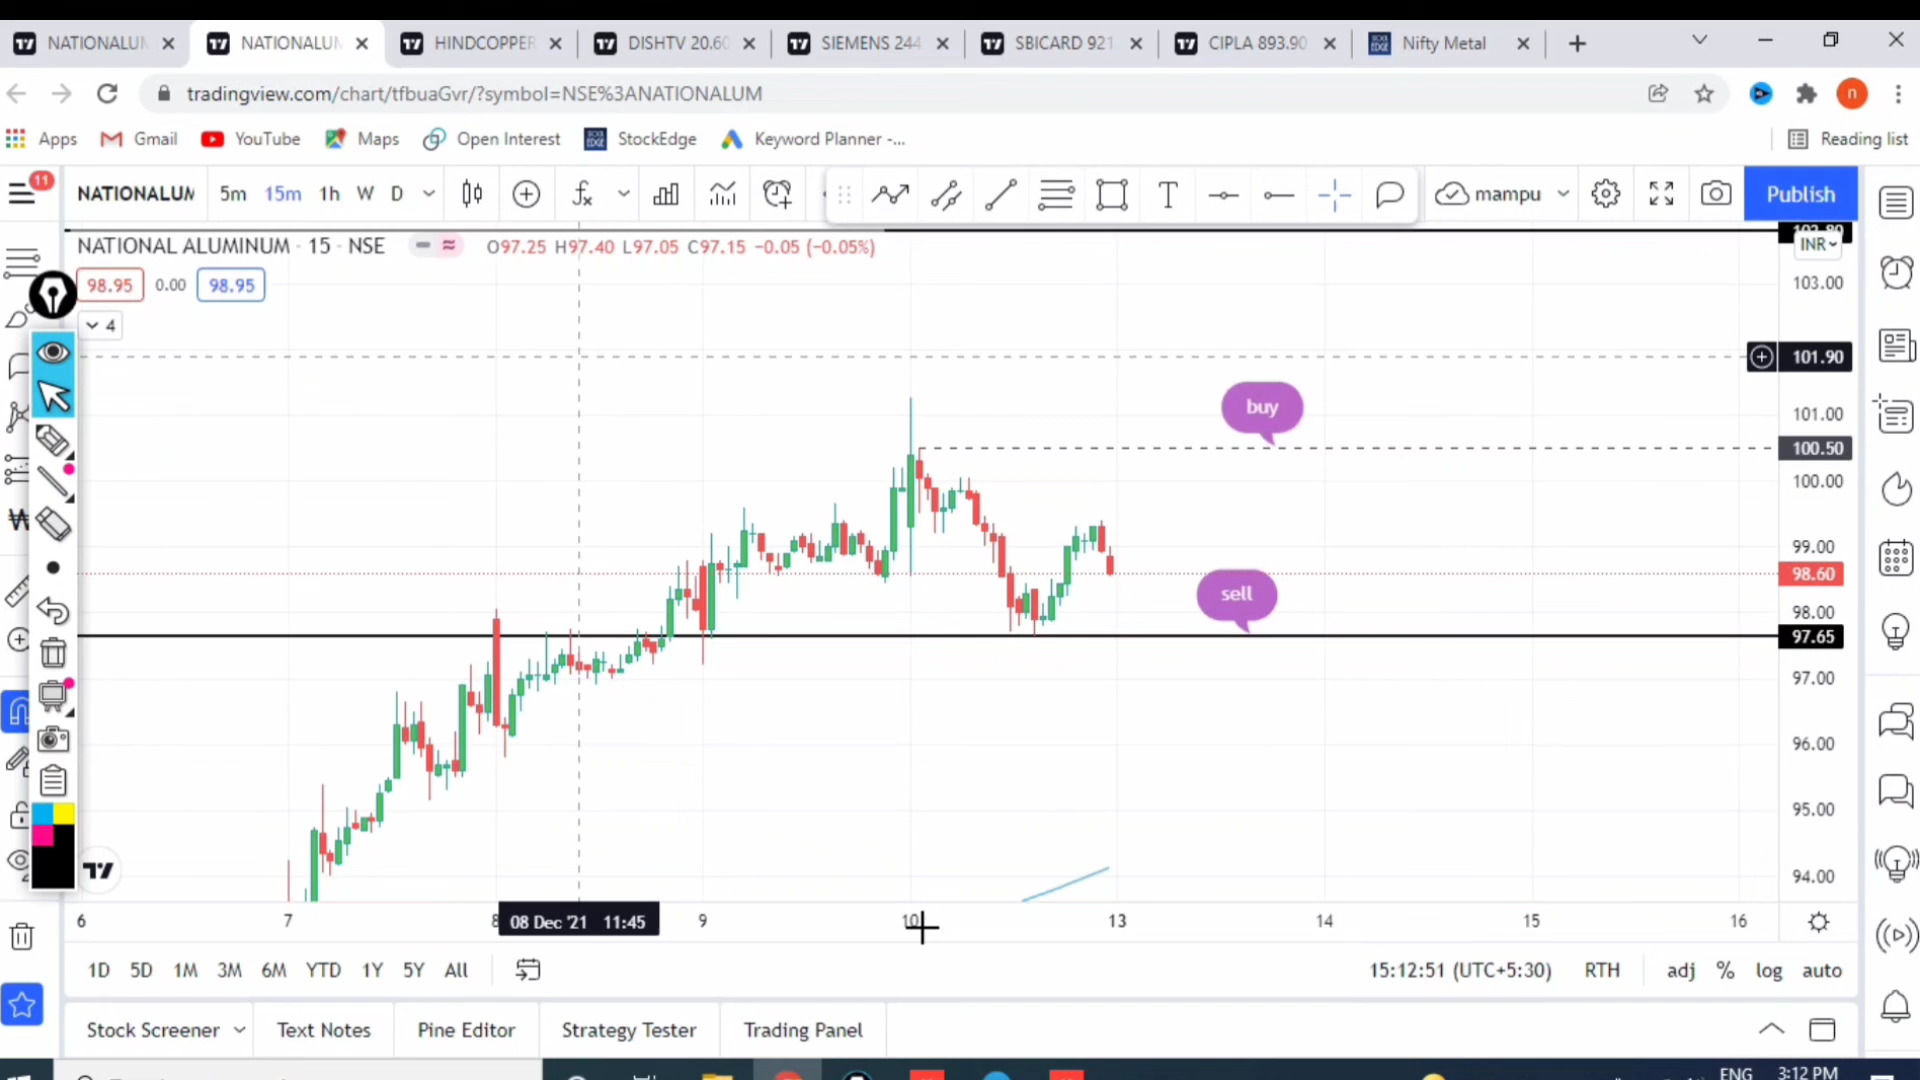 NATIONALUM
NATIONALUM
HINDCOPPER
DISHTV 20.60
SIEMENS 244
SBICARD 921
CIPLA 893.90
Nifty Metal
tradingview.com/chart/tfbuaGvr/?symbol=NSE%3ANATIONALUM
n
Apps
Gmail
YouTube
Maps
Open Interest
StockEdge
Keyword Planner -...
Reading list
11
NATIONALUM
5m 15m 1h W D
mampu
Publish
NATIONAL ALUMINUM · 15 · NSE
O97.25 H97.40 L97.05 C97.15 −0.05 (−0.05%)
INR
98.95 0.00 98.95
4
103.00
101.90
buy
101.00
100.50
100.00
99.00
98.60
sell
98.00
97.65
97.00
96.00
95.00
94.00
6 7 8 08 Dec '21 11:45 9 10 13 14 15 16
1D 5D 1M 3M 6M YTD 1Y 5Y All
15:12:51 (UTC+5:30) RTH adj % log auto
Stock Screener
Text Notes
Pine Editor
Strategy Tester
Trading Panel
ENG 3:12 PM